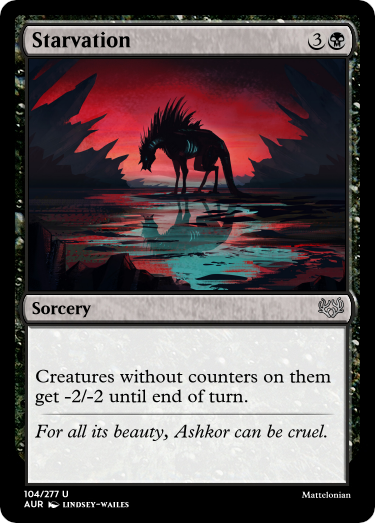 Starvation 3
Sorcery
Creatures without counters on them
get -2/-2 until end of turn.
For all its beauty, Ashkor can be cruel.
104/277 U
AUR LINDSEY-WAILES
Mattelonian